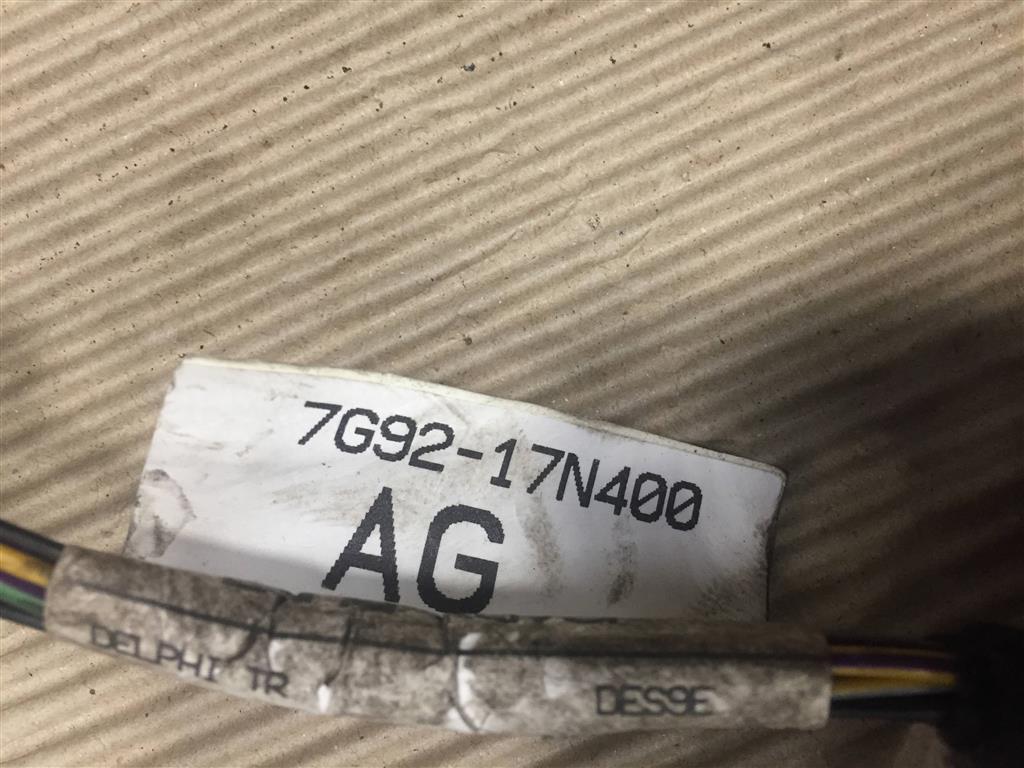 7G92-17N400
AG
DELPHI TR DES9E